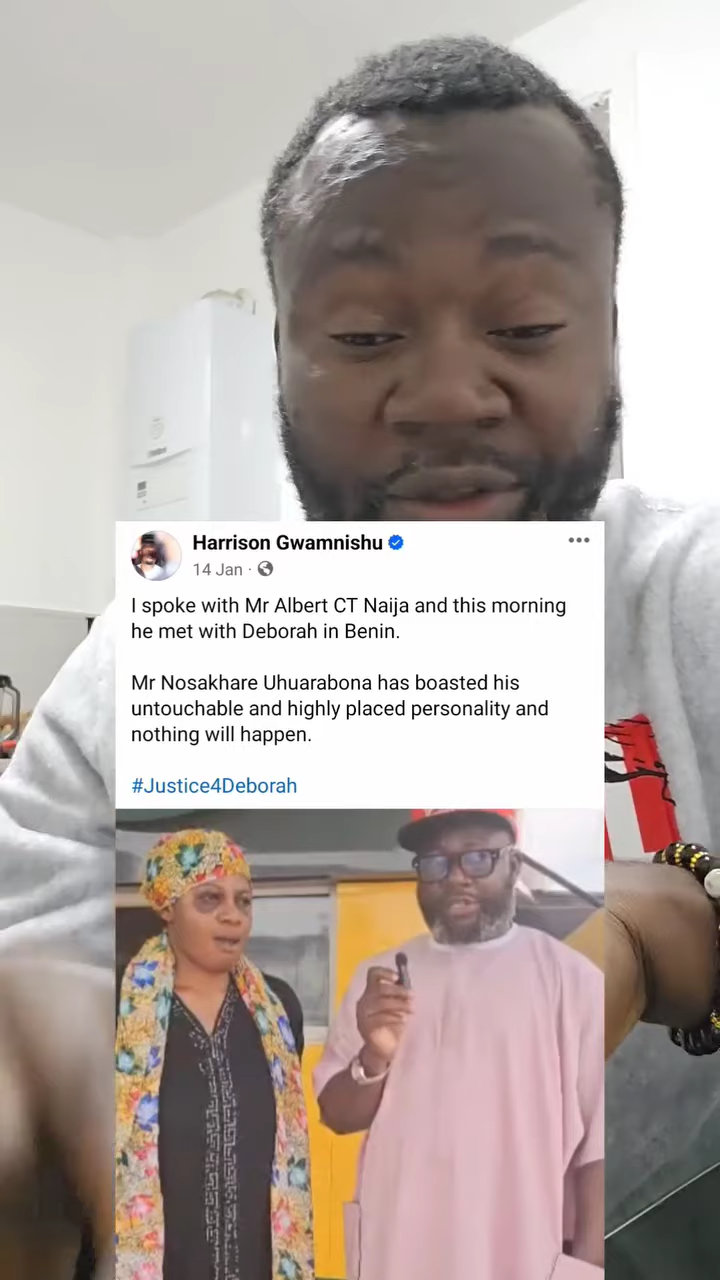 Harrison Gwamnishu
14 Jan ·
I spoke with Mr Albert CT Naija and this morning
he met with Deborah in Benin.
Mr Nosakhare Uhuarabona has boasted his
untouchable and highly placed personality and
nothing will happen.
#Justice4Deborah